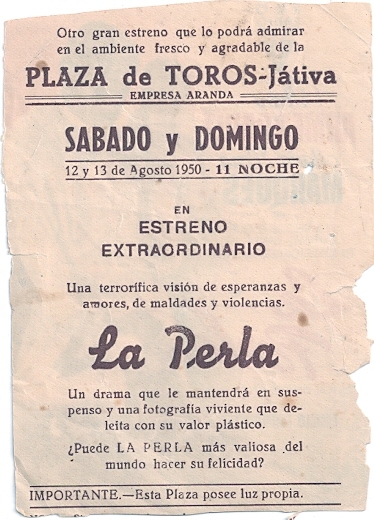 Otro gran estreno que lo podrá admirar
en el ambiente fresco y agradable de la
PLAZA de TOROS-Játiva
EMPRESA ARANDA
SABADO y DOMINGO
12 y 13 de Agosto 1950 - 11 NOCHE
EN
ESTRENO
EXTRAORDINARIO
Una terrorífica visión de esperanzas y
amores, de maldades y violencias.
La Perla
Un drama que le mantendrá en sus-
penso y una fotografía viviente que de-
leita con su valor plástico.
¿Puede LA PERLA más valiosa del
mundo hacer su felicidad?
IMPORTANTE.—Esta Plaza posee luz propia.